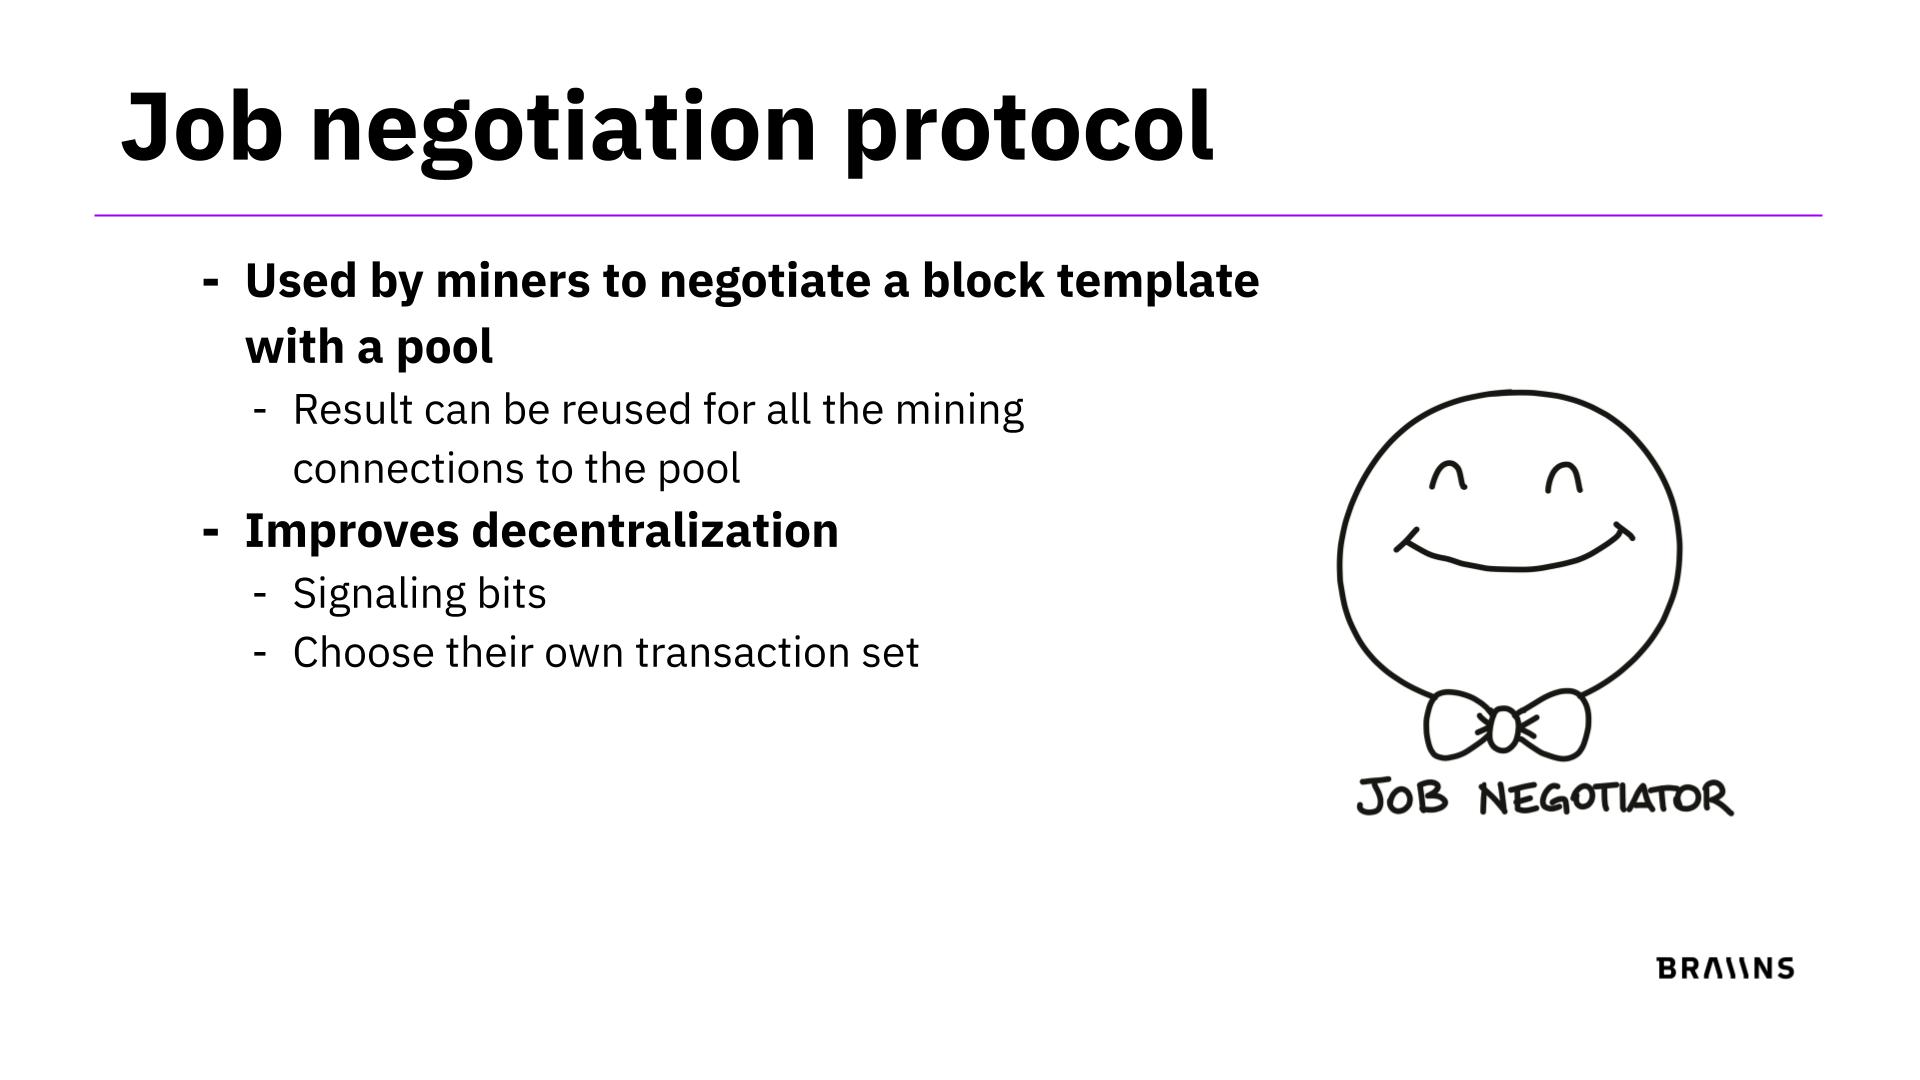 Job negotiation protocol
- Used by miners to negotiate a block template
with a pool
- Result can be reused for all the mining
connections to the pool
- Improves decentralization
- Signaling bits
- Choose their own transaction set
JOB NEGOTIATOR
BRAIINS